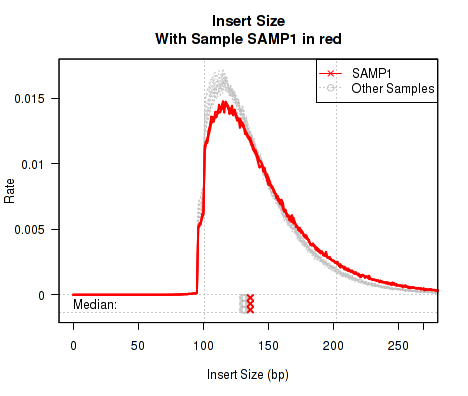 Insert Size
With Sample SAMP1 in red
SAMP1
Other Samples
0.015
0.01
0.005
0
Rate
Median:
0 50 100 150 200 250
Insert Size (bp)